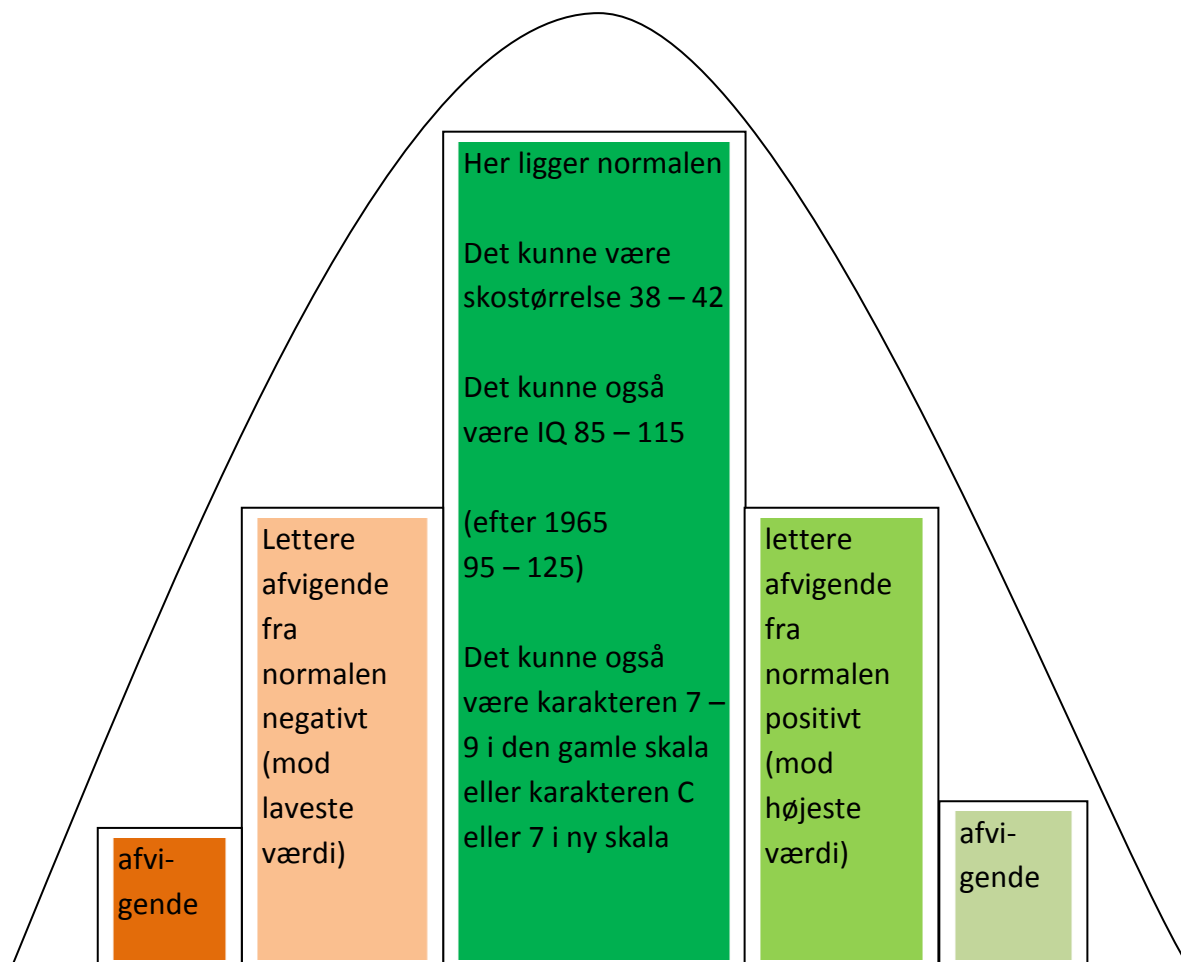 Her ligger normalen
Det kunne være
skostørrelse 38 – 42
Det kunne også
være IQ 85 – 115
(efter 1965
95 – 125)
Det kunne også
være karakteren 7 –
9 i den gamle skala
eller karakteren C
eller 7 i ny skala
Lettere
afvigende
fra
normalen
negativt
(mod
laveste
værdi)
lettere
afvigende
fra
normalen
positivt
(mod
højeste
værdi)
afvi-
gende
afvi-
gende